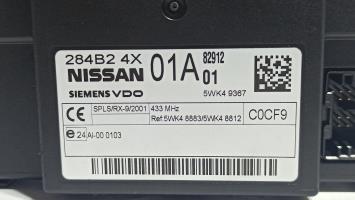 284B2 4X 01A 82912
NISSAN 01
SIEMENS VDO 5WK4 9367
CE SPLS/RX-9/2001 433 MHz C0CF9
Ref:5WK4 8883/5WK4 8812
e 24 AI-00 0103